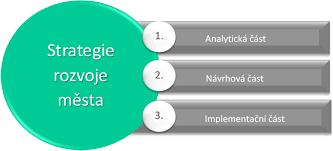 Strategie
rozvoje
města
1. Analytická část
2. Návrhová část
3. Implementační část